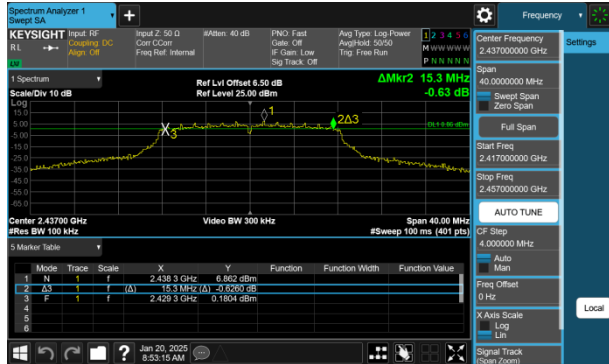 Spectrum Analyzer 1
Swept SA
Frequency
KEYSIGHT Input: RF
RL
Coupling: DC
Align: Off
Input Z: 50 Ω
Corr CCorr
Freq Ref: Internal
#Atten: 40 dB
PNO: Fast
Gate: Off
IF Gain: Low
Sig Track: Off
Avg Type: Log-Power
Avg|Hold: 50/50
Trig: Free Run
1 2 3 4 5 6
M W W W W W
P N N N N N
1 Spectrum
Scale/Div 10 dB
Ref Lvl Offset 6.50 dB
Ref Level 25.00 dBm
ΔMkr2 15.3 MHz
-0.63 dB
Log
15.0
5.00
-5.00
-15.0
-25.0
-35.0
-45.0
-55.0
-65.0
1
2Δ3
3
Center 2.43700 GHz
#Res BW 100 kHz
Video BW 300 kHz
Span 40.00 MHz
#Sweep 100 ms (401 pts)
5 Marker Table
Mode Trace Scale X Y Function Function Width Function Value
1 N 1 f 2.438 3 GHz 6.862 dBm
2 Δ3 1 f (Δ) 15.3 MHz (Δ) -0.6260 dB
3 F 1 f 2.429 3 GHz 0.1804 dBm
4
5
6
Jan 20, 2025
8:53:15 AM
Center Frequency
2.437000000 GHz
Span
40.0000000 MHz
Swept Span
Zero Span
Full Span
Start Freq
2.417000000 GHz
Stop Freq
2.457000000 GHz
AUTO TUNE
CF Step
4.000000 MHz
Auto
Man
Freq Offset
0 Hz
X Axis Scale
Log
Lin
Signal Track
(Span Zoom)
Settings
Local